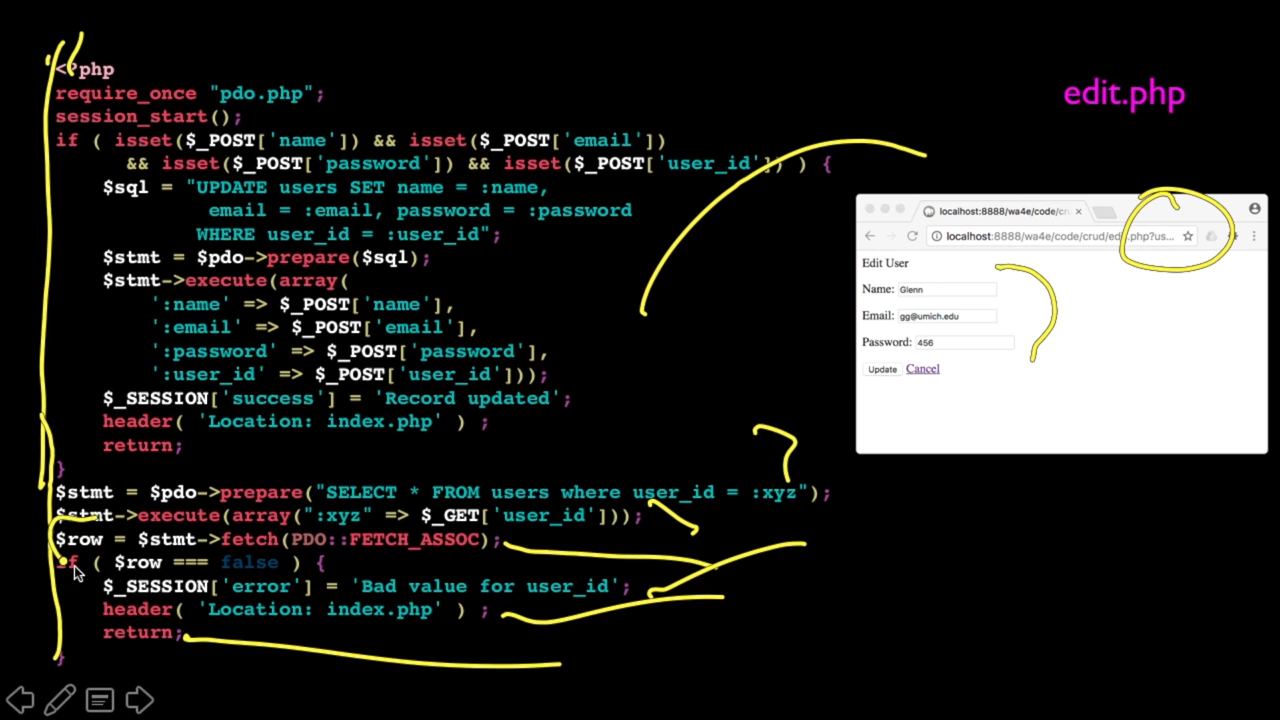 <?php
require_once "pdo.php";
session_start();
if ( isset($_POST['name']) && isset($_POST['email'])
&& isset($_POST['password']) && isset($_POST['user_id']) ) {
$sql = "UPDATE users SET name = :name,
email = :email, password = :password
WHERE user_id = :user_id";
$stmt = $pdo->prepare($sql);
$stmt->execute(array(
':name' => $_POST['name'],
':email' => $_POST['email'],
':password' => $_POST['password'],
':user_id' => $_POST['user_id']));
$_SESSION['success'] = 'Record updated';
header( 'Location: index.php' ) ;
return;
}
$stmt = $pdo->prepare("SELECT * FROM users where user_id = :xyz");
$stmt->execute(array(":xyz" => $_GET['user_id']));
$row = $stmt->fetch(PDO::FETCH_ASSOC);
if ( $row === false ) {
$_SESSION['error'] = 'Bad value for user_id';
header( 'Location: index.php' ) ;
return;
}
edit.php
localhost:8888/wa4e/code/cr
localhost:8888/wa4e/code/crud/edit.php?us...
Edit User
Name: Glenn
Email: gg@umich.edu
Password: 456
Update Cancel